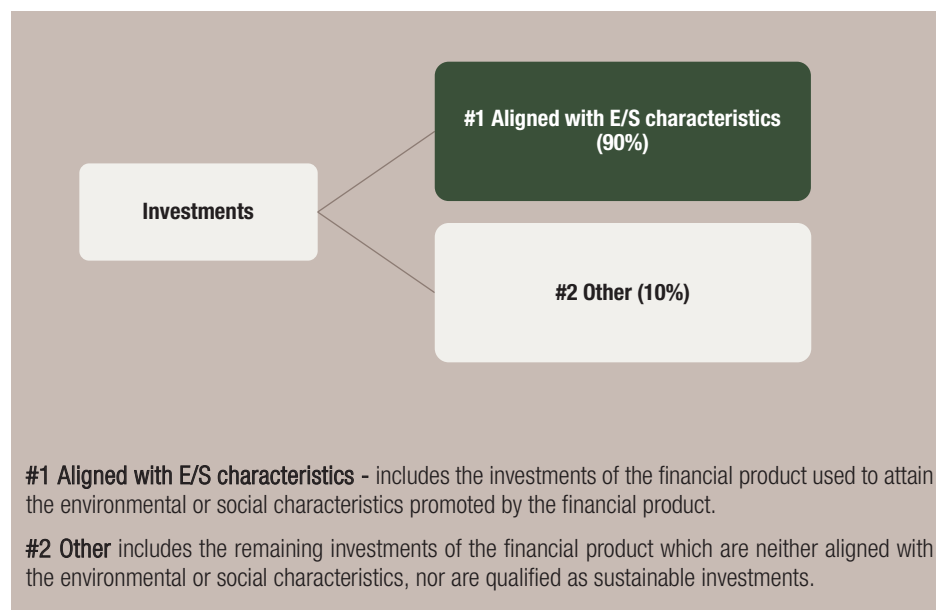 #1 Aligned with E/S characteristics
(90%)
Investments
#2 Other (10%)
#1 Aligned with E/S characteristics - includes the investments of the financial product used to attain
the environmental or social characteristics promoted by the financial product.
#2 Other includes the remaining investments of the financial product which are neither aligned with
the environmental or social characteristics, nor are qualified as sustainable investments.